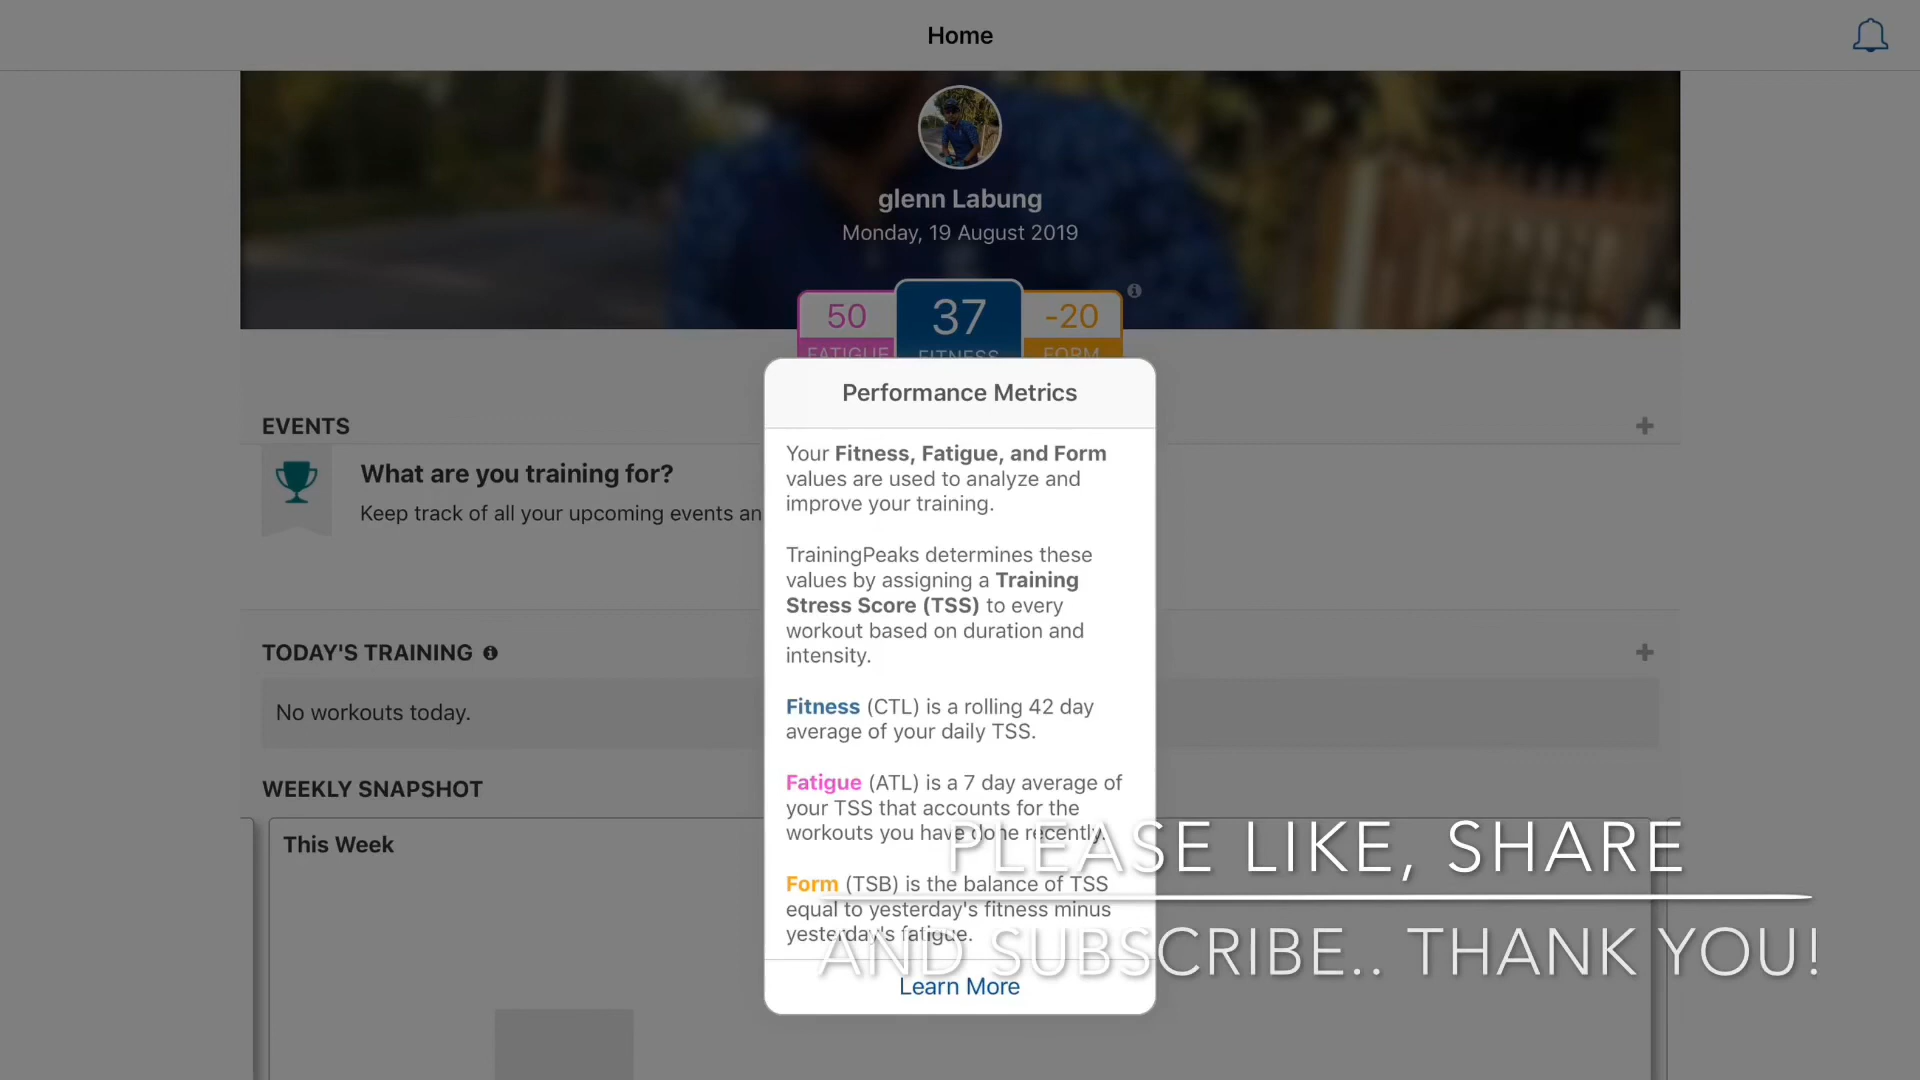 Home
glenn Labung
Monday, 19 August 2019
50
37
-20
FATIGUE
FITNESS
FORM
Performance Metrics
Your Fitness, Fatigue, and Form
values are used to analyze and
improve your training.
TrainingPeaks determines these
values by assigning a Training
Stress Score (TSS) to every
workout based on duration and
intensity.
Fitness (CTL) is a rolling 42 day
average of your daily TSS.
Fatigue (ATL) is a 7 day average of
your TSS that accounts for the
workouts you have done recently.
Form (TSB) is the balance of TSS
equal to yesterday's fitness minus
yesterday's fatigue.
Learn More
EVENTS
What are you training for?
Keep track of all your upcoming events an
TODAY'S TRAINING
No workouts today.
WEEKLY SNAPSHOT
This Week
PLEASE LIKE, SHARE
AND SUBSCRIBE.. THANK YOU!